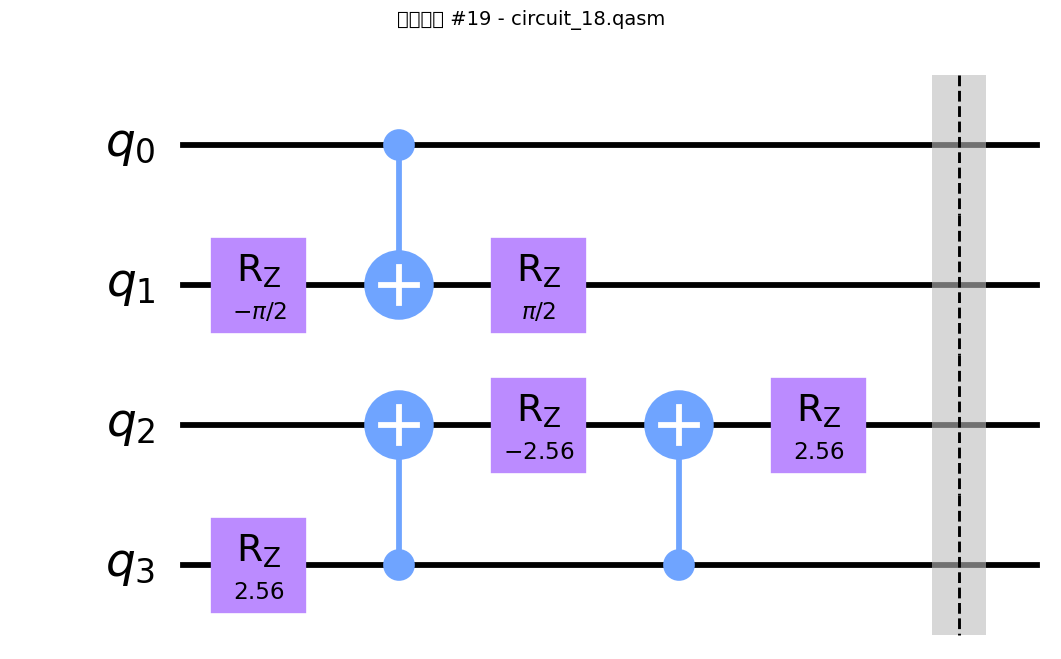 #19 - circuit_18.qasm
q0
q1
RZ
−π/2
RZ
π/2
q2
RZ
−2.56
RZ
2.56
q3
RZ
2.56